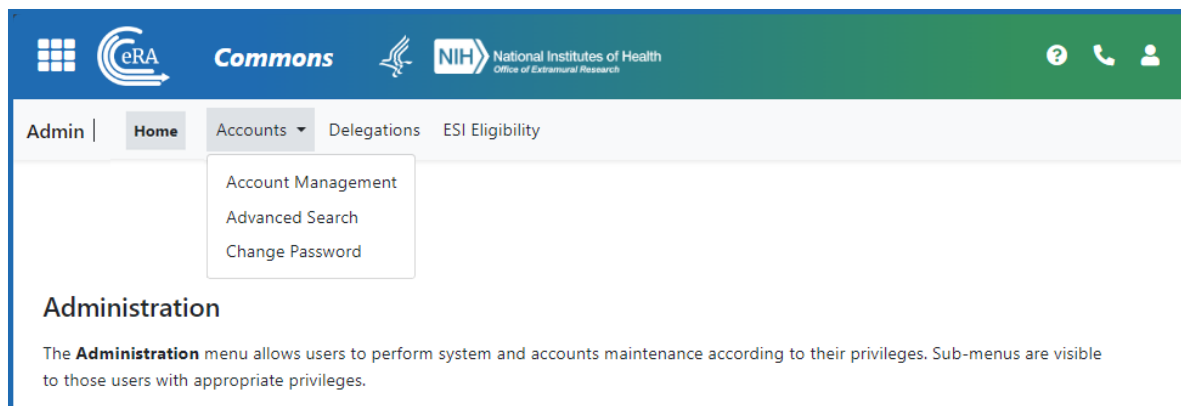 eRA
Commons
NIH National Institutes of Health
Office of Extramural Research
?
Admin | Home Accounts Delegations ESI Eligibility
Account Management
Advanced Search
Change Password
Administration
The Administration menu allows users to perform system and accounts maintenance according to their privileges. Sub-menus are visible
to those users with appropriate privileges.